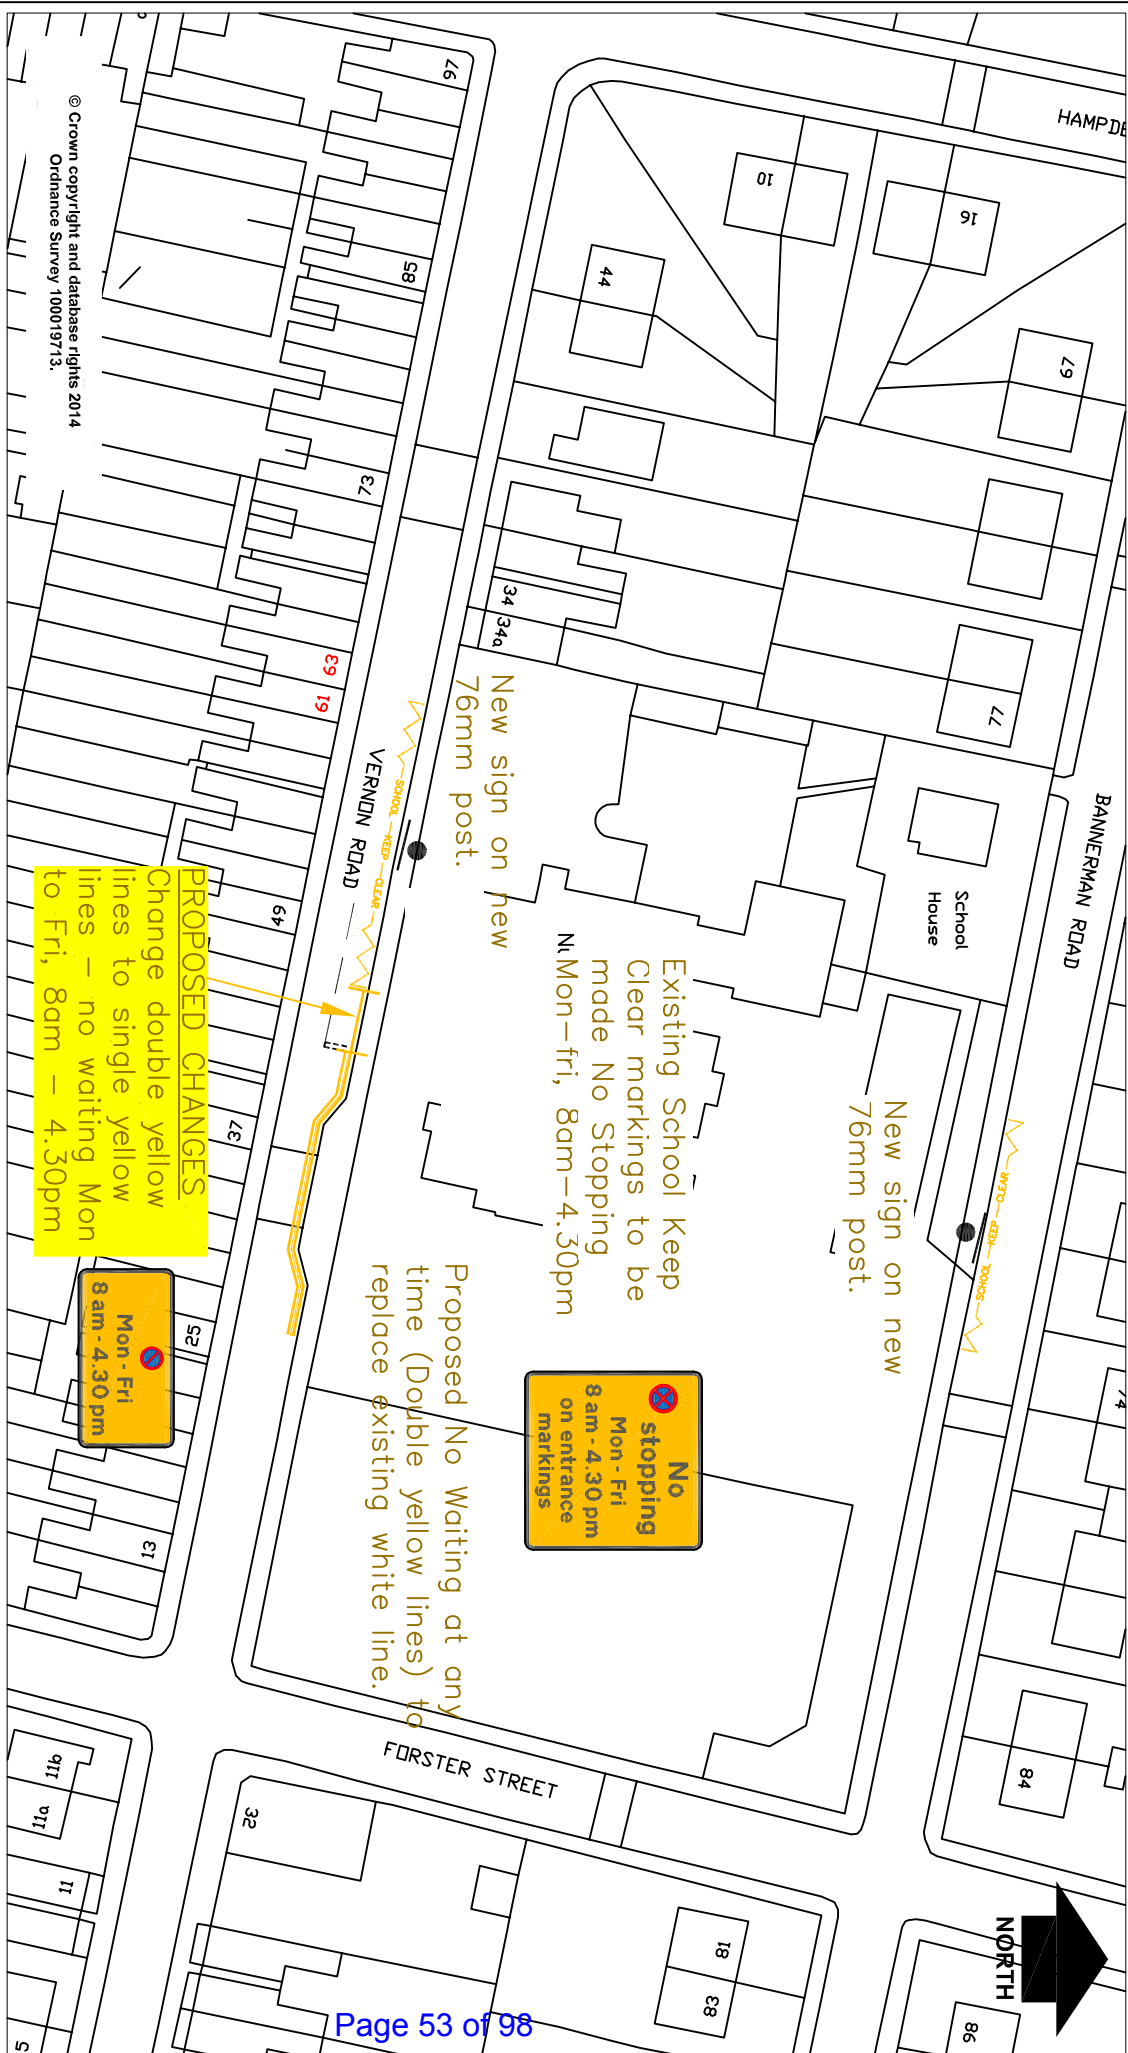 HAMPDE
97
10
16
44
67
85
73
© Crown copyright and database rights 2014
Ordnance Survey 100019713.
34
34a
63
61
77
BANNERMAN ROAD
School
House
VERNON ROAD
SCHOOL KEEP CLEAR
New sign on new
76mm post.
49
37
25
13
PROPOSED CHANGES
Change double yellow
lines to single yellow
lines - no waiting Mon
to Fri, 8am - 4.30pm
Existing School Keep
Clear markings to be
made No Stopping
Mon-fri, 8am-4.30pm
New sign on new
76mm post.
SCHOOL KEEP CLEAR
Mon - Fri
8 am - 4.30 pm
No
stopping
Mon - Fri
8 am - 4.30 pm
on entrance
markings
Proposed No Waiting at any
time (Double yellow lines) to
replace existing white line.
FORSTER STREET
84
32
11b
11a
11
81
83
98
5
NORTH
Page 53 of 98